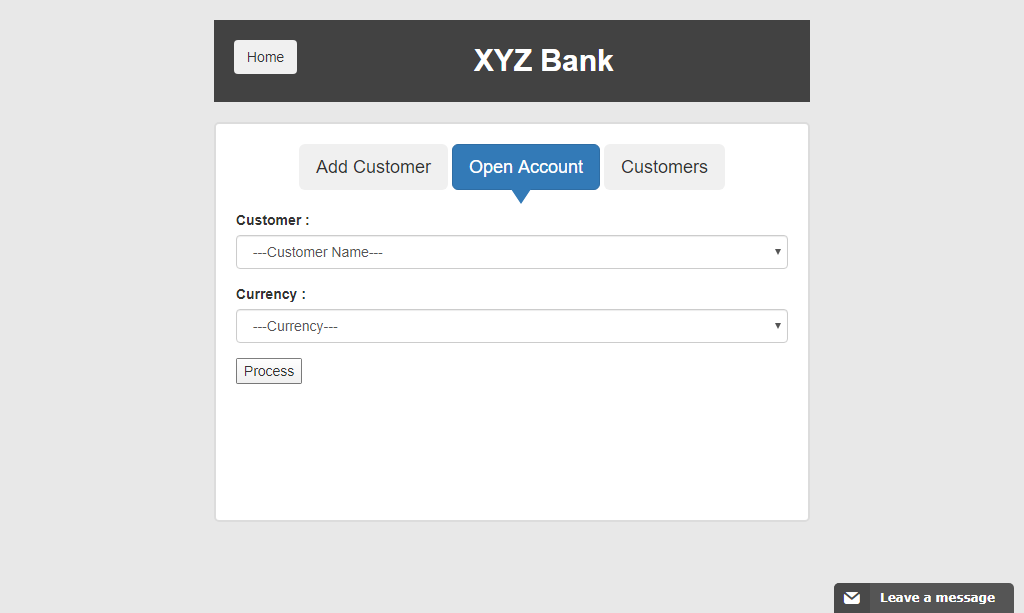 Home
XYZ Bank
Add Customer Open Account Customers
Customer :
---Customer Name---
Currency :
---Currency---
Process
Leave a message